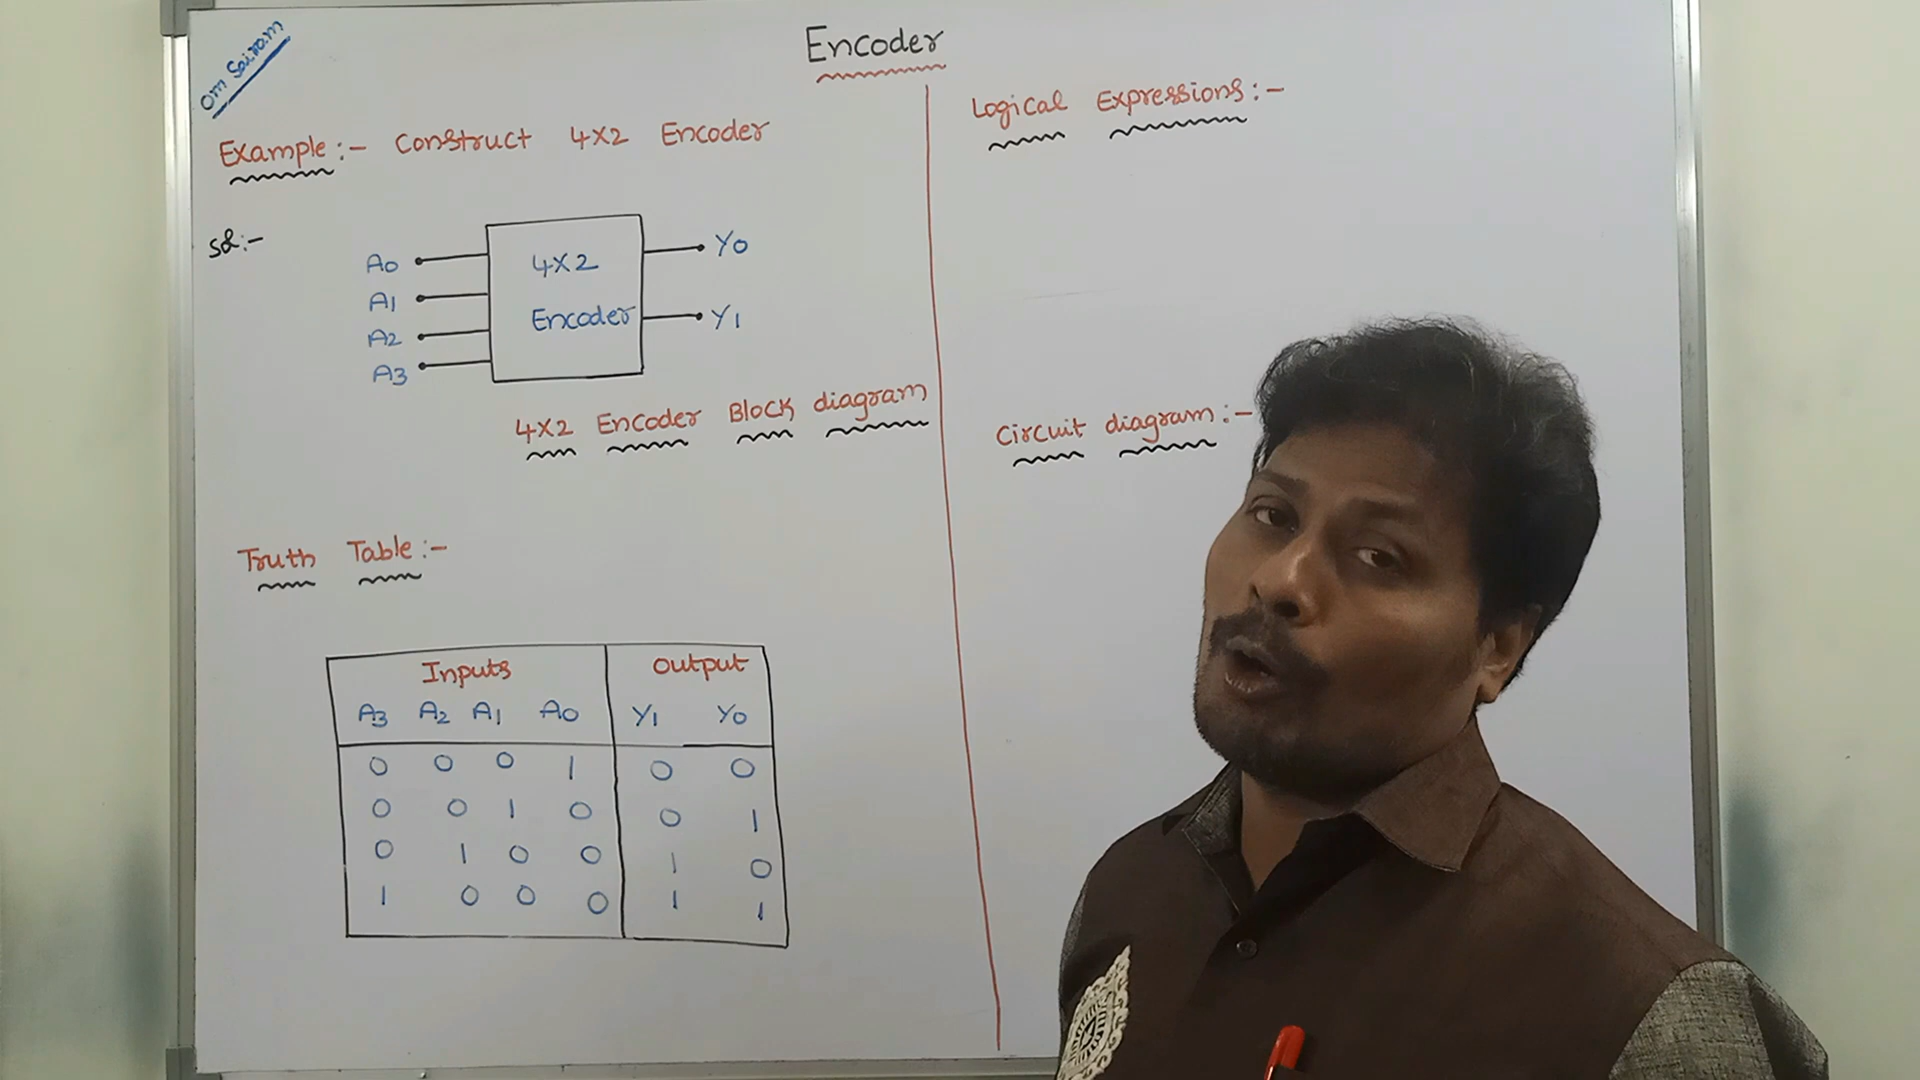 Om Sairam
Encoder
Example:- Construct 4X2 Encoder
Sol:-
A0
A1
A2
A3
4X2
Encoder
Y0
Y1
4X2 Encoder Block diagram
Truth Table:-
Inputs Output
A3 A2 A1 A0 Y1 Y0
0 0 0 1 0 0
0 0 1 0 0 1
0 1 0 0 1 0
1 0 0 0 1 1
Logical Expressions:-
Circuit diagram:-